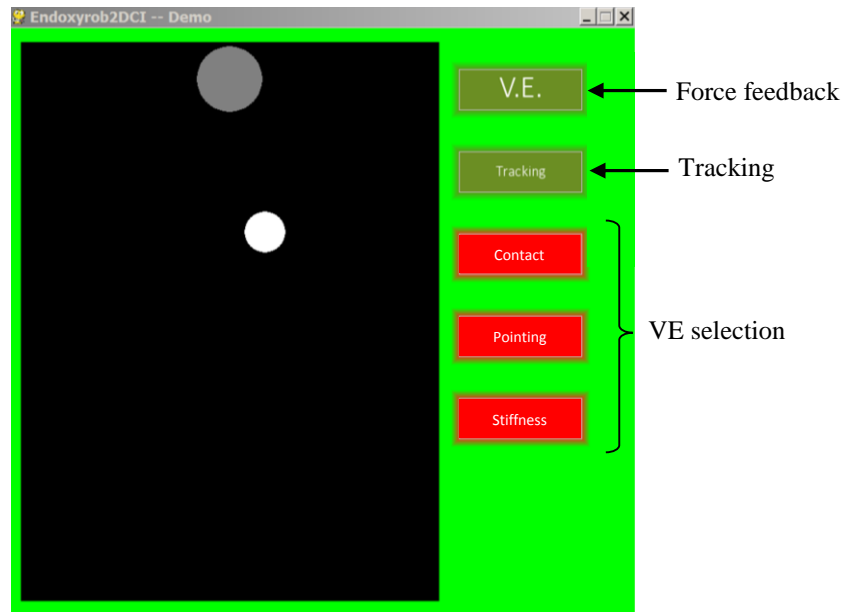 Endoxyrob2DCI -- Demo
V.E.
Force feedback
Tracking
Tracking
Contact
Pointing
VE selection
Stiffness